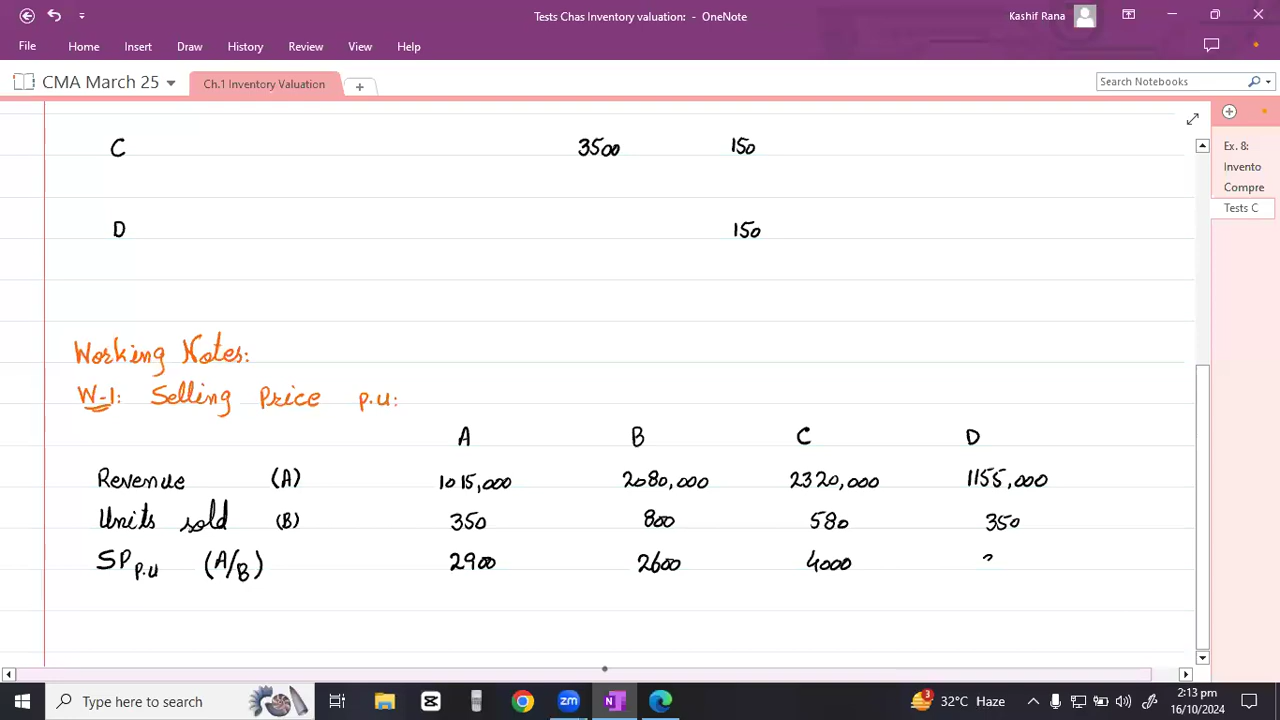 Tests Chas Inventory valuation: - OneNote
Kashif Rana
File Home Insert Draw History Review View Help
CMA March 25
Ch.1 Inventory Valuation
Search Notebooks
Ex. 8:
Invento
Compre
Tests C
C 3500 150
D 150
Working Notes:
W-1: Selling Price p.u:
A B C D
Revenue (A) 1015,000 2080,000 2320,000 1155,000
Units sold (B) 350 800 580 350
SP p.u (A/B) 2900 2600 4000
Type here to search
3
32°C Haze
2:13 pm
16/10/2024